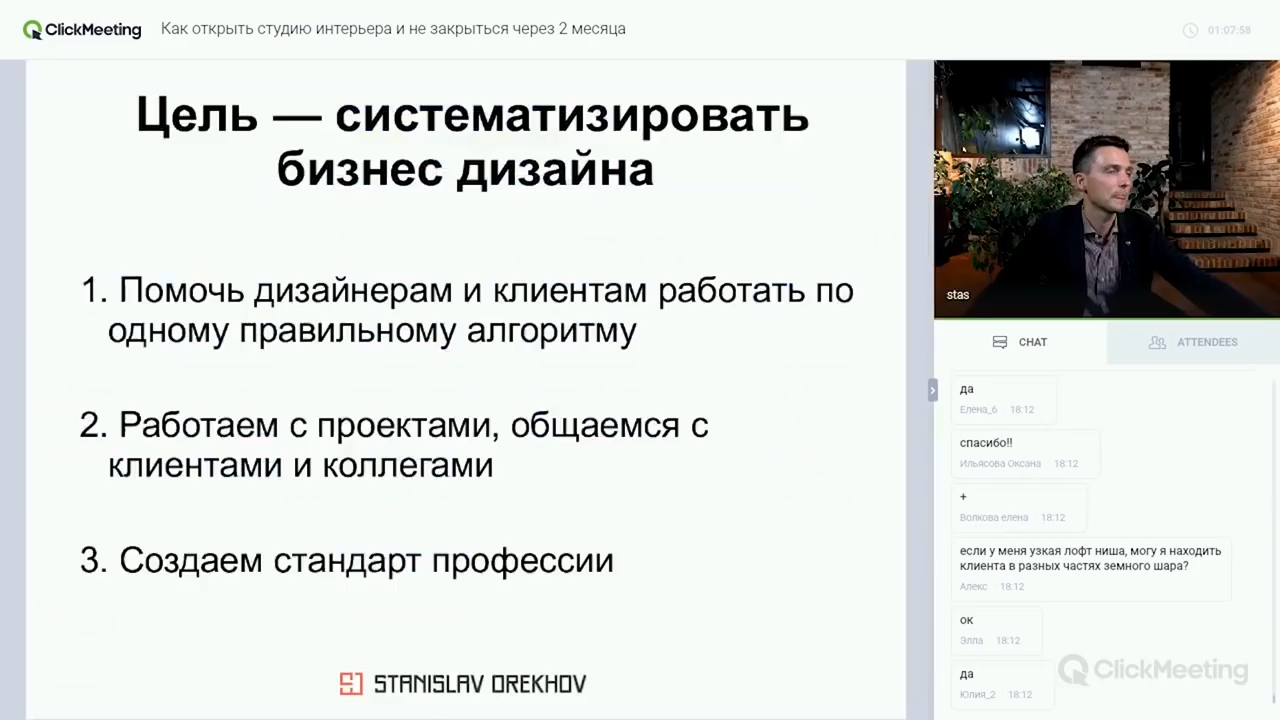 ClickMeeting
Как открыть студию интерьера и не закрыться через 2 месяца
01:07:58
Цель — систематизировать
бизнес дизайна
1. Помочь дизайнерам и клиентам работать по
одному правильному алгоритму
2. Работаем с проектами, общаемся с
клиентами и коллегами
3. Создаем стандарт профессии
STANISLAV OREKHOV
stas
CHAT
ATTENDEES
да
Елена_6 18:12
спасибо!!
Ильясова Оксана 18:12
+
Волкова елена 18:12
если у меня узкая лофт ниша, могу я находить
клиента в разных частях земного шара?
Алекс 18:12
ок
Элла 18:12
да
Юлия_2 18:12
ClickMeeting